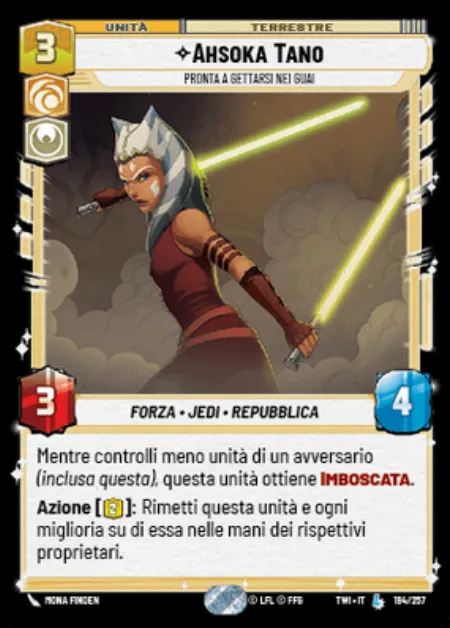 3
UNITÀ
TERRESTRE
AHSOKA TANO
PRONTA A GETTARSI NEI GUAI
3
FORZA • JEDI • REPUBBLICA
4
Mentre controlli meno unità di un avversario
(inclusa questa), questa unità ottiene IMBOSCATA.
Azione [2]: Rimetti questa unità e ogni
miglioria su di essa nelle mani dei rispettivi
proprietari.
MONA FINDEN
© LFL © FFG
TWI • IT
L
194/257